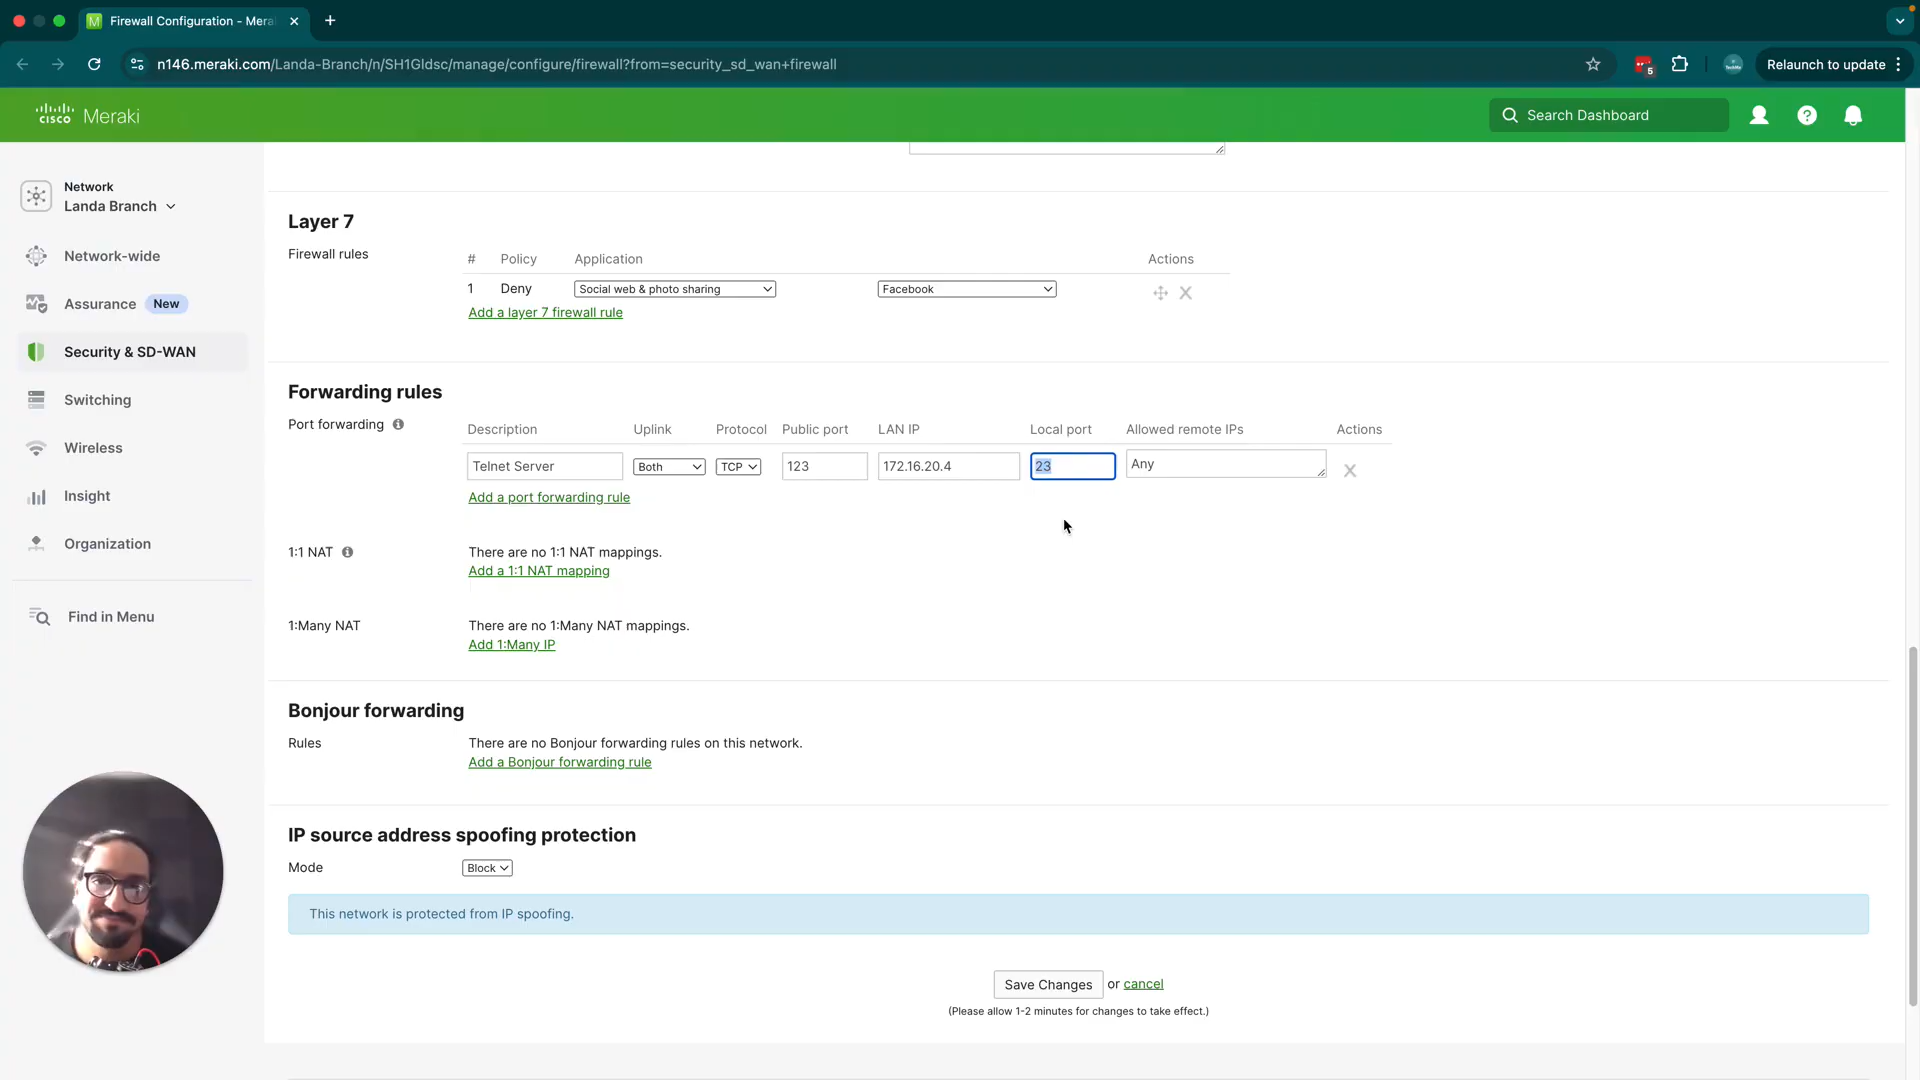 Firewall Configuration - Mera
n146.meraki.com/Landa-Branch/n/SH1Gldsc/manage/configure/firewall?from=security_sd_wan+firewall
5
Relaunch to update
cisco Meraki
Search Dashboard
Network
Landa Branch
Network-wide
Assurance New
Security & SD-WAN
Switching
Wireless
Insight
Organization
Find in Menu
Layer 7
Firewall rules
# Policy Application Actions
1 Deny Social web & photo sharing Facebook
Add a layer 7 firewall rule
Forwarding rules
Port forwarding
Description Uplink Protocol Public port LAN IP Local port Allowed remote IPs Actions
Telnet Server Both TCP 123 172.16.20.4 23 Any
Add a port forwarding rule
1:1 NAT There are no 1:1 NAT mappings.
Add a 1:1 NAT mapping
1:Many NAT There are no 1:Many NAT mappings.
Add 1:Many IP
Bonjour forwarding
Rules There are no Bonjour forwarding rules on this network.
Add a Bonjour forwarding rule
IP source address spoofing protection
Mode Block
This network is protected from IP spoofing.
Save Changes or cancel
(Please allow 1-2 minutes for changes to take effect.)